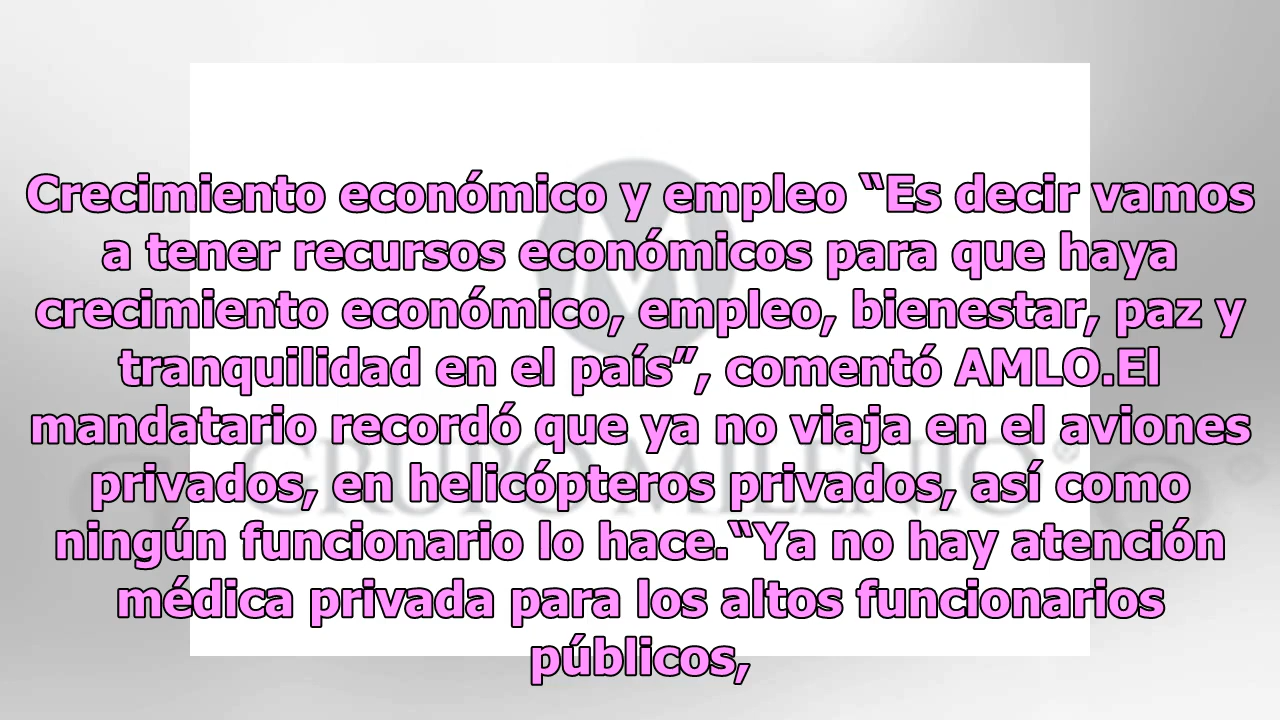 Crecimiento económico y empleo “Es decir vamos
a tener recursos económicos para que haya
crecimiento económico, empleo, bienestar, paz y
tranquilidad en el país”, comentó AMLO.El
mandatario recordó que ya no viaja en el aviones
privados, en helicópteros privados, así como
GRUPO MILENIO®
ningún funcionario lo hace.“Ya no hay atención
médica privada para los altos funcionarios
públicos,